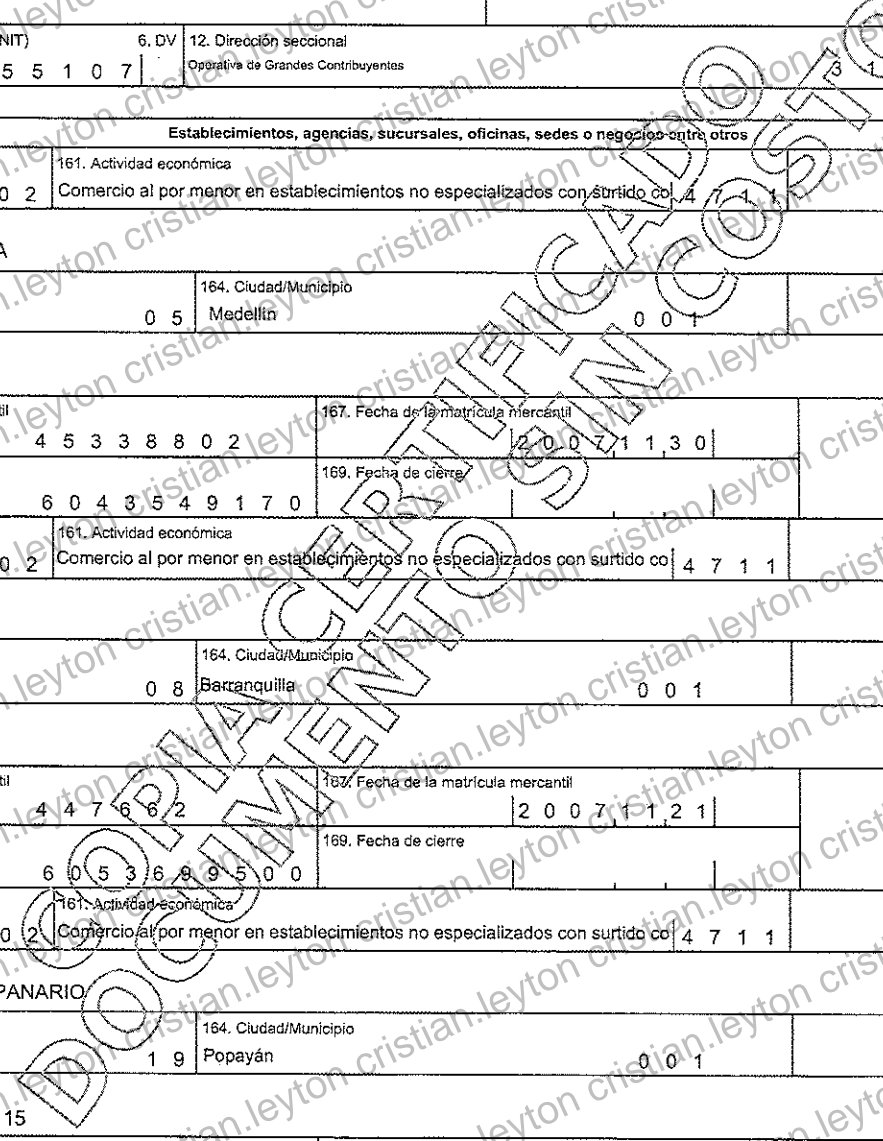 NIT)
6. DV
12. Dirección seccional
5 5 1 0 7
Operativa de Grandes Contribuyentes
3 1
Establecimientos, agencias, sucursales, oficinas, sedes o negocios entre otros
161. Actividad económica
0 2 Comercio al por menor en establecimientos no especializados con surtido co 4 7 1 1
A
164. Ciudad/Municipio
0 5 Medellín 0 0 1
til
167. Fecha de la matrícula mercantil
4 5 3 3 8 8 0 2
2 0 0 7 1 1 3 0
169. Fecha de cierre
6 0 4 3 5 4 9 1 7 0
161. Actividad económica
0 2 Comercio al por menor en establecimientos no especializados con surtido co 4 7 1 1
164. Ciudad/Municipio
0 8 Barranquilla 0 0 1
til
167. Fecha de la matrícula mercantil
4 4 7 6 6 2
2 0 0 7 1 1 2 1
169. Fecha de cierre
6 0 5 3 6 9 9 5 0 0
161. Actividad económica
0 2 Comercio al por menor en establecimientos no especializados con surtido co 4 7 1 1
PANARIO
164. Ciudad/Municipio
1 9 Popayán 0 0 1
15
COPIA CERTIFICADO
DOCUMENTO SIN COSTO
cristian.leyton cristian.leyton cristian.leyton